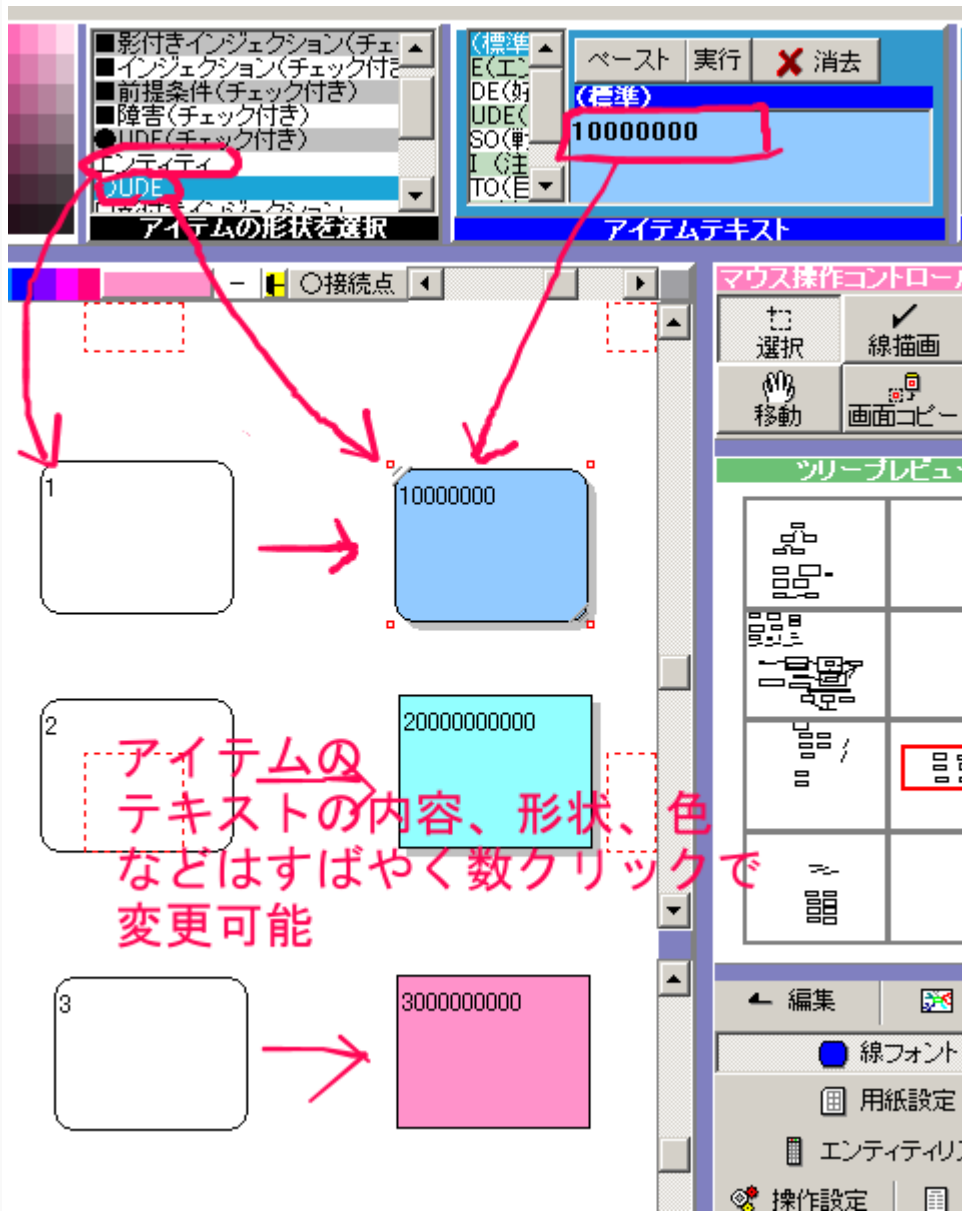 ■影付きインジェクション(チェ
■インジェクション(チェック付き
■前提条件(チェック付き)
■障害(チェック付き)
●UDE(チェック付き)
エンティティ
UDE
アイテムの形状を選択
(標準
E(エ
DE(好
UDE(
TO(目
ペースト 実行 消去
(標準)
10000000
アイテムテキスト
○接続点
マウス操作コントロール
選択 線描画
移動 画面コピー
ツリープレビュー
1
10000000
2
20000000000
アイテムの
テキストの内容、形状、色
などはすばやく数クリックで
変更可能
3
3000000000
編集
線フォント
用紙設定
エンティティリス
操作設定